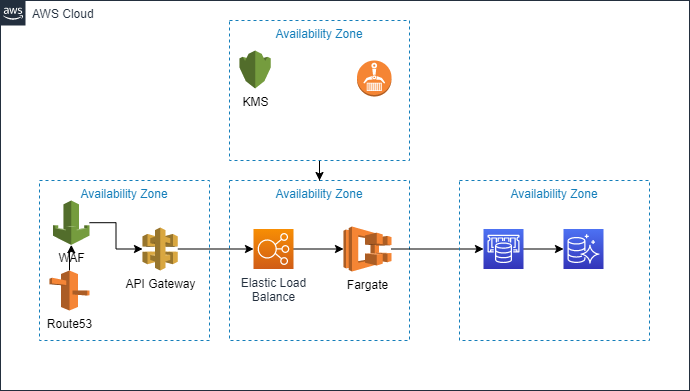 aws
AWS Cloud
Availability Zone
KMS
Availability Zone
Availability Zone
Availability Zone
WAF
API Gateway
Elastic Load
Balance
Fargate
Route53